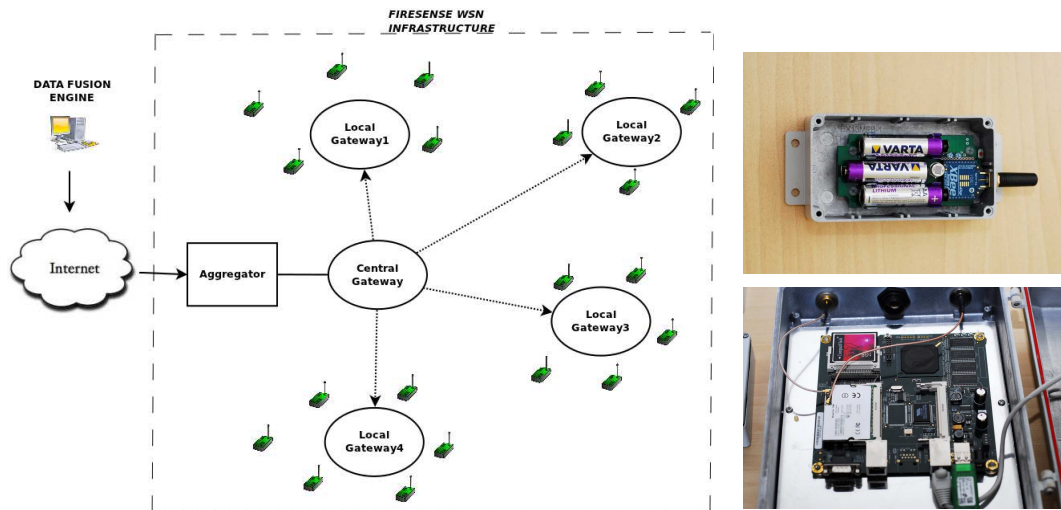 FIRESENSE WSN
INFRASTRUCTURE
DATA FUSION
ENGINE
Local
Gateway1
Local
Gateway2
Internet
Aggregator
Central
Gateway
Local
Gateway3
Local
Gateway4
VARTA
VARTA
LITHIUM
XBee